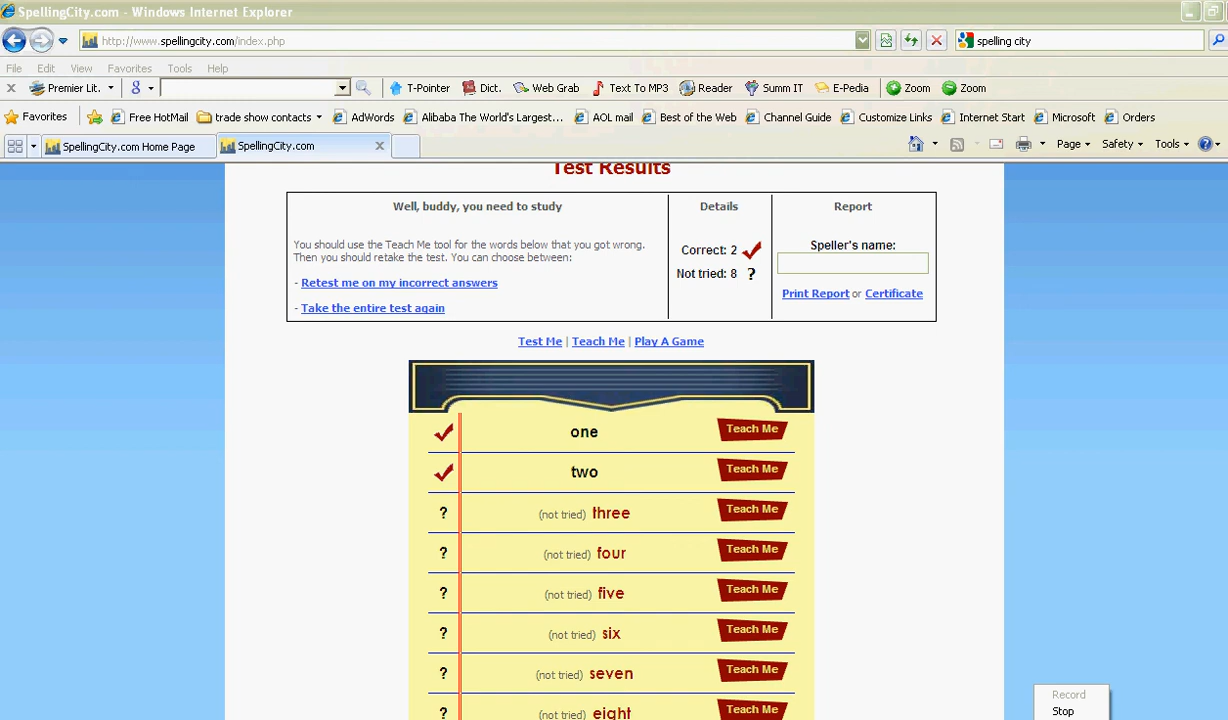 SpellingCity.com - Windows Internet Explorer
http://www.spellingcity.com/index.php
spelling city
File Edit View Favorites Tools Help
Premier Lit. T-Pointer Dict. Web Grab Text To MP3 Reader Summ IT E-Pedia Zoom Zoom
Favorites Free HotMail trade show contacts AdWords Alibaba The World's Largest... AOL mail Best of the Web Channel Guide Customize Links Internet Start Microsoft Orders
SpellingCity.com Home Page SpellingCity.com Page Safety Tools
Test Results
Well, buddy, you need to study
Details
Report
You should use the Teach Me tool for the words below that you got wrong.
Then you should retake the test. You can choose between:
- Retest me on my incorrect answers
- Take the entire test again
Correct: 2
Not tried: 8 ?
Speller's name:
Print Report or Certificate
Test Me | Teach Me | Play A Game
one Teach Me
two Teach Me
? (not tried) three Teach Me
? (not tried) four Teach Me
? (not tried) five Teach Me
? (not tried) six Teach Me
? (not tried) seven Teach Me
? (not tried) eight Teach Me
Record
Stop